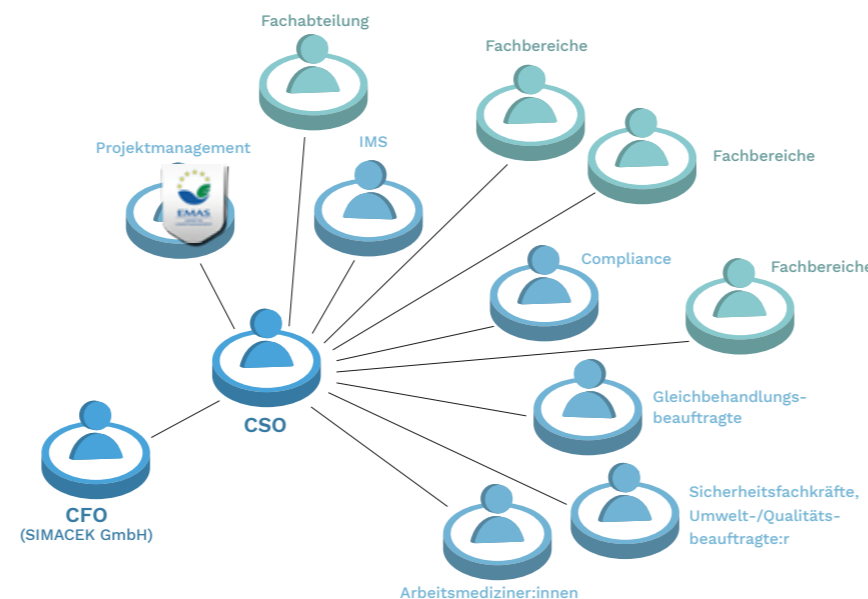 Fachabteilung
Fachbereiche
Projektmanagement
IMS
Fachbereiche
EMAS
Compliance
Fachbereiche
CSO
Gleichbehandlungs-
beauftragte
CFO
(SIMACEK GmbH)
Sicherheitsfachkräfte,
Umwelt-/Qualitäts-
beauftragte:r
Arbeitsmediziner:innen